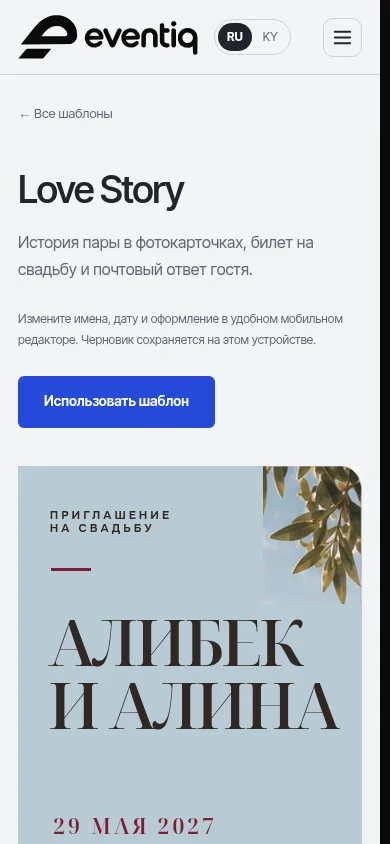 eventiq
RU KY
← Все шаблоны
Love Story
История пары в фотокарточках, билет на
свадьбу и почтовый ответ гостя.
Измените имена, дату и оформление в удобном мобильном
редакторе. Черновик сохраняется на этом устройстве.
Использовать шаблон
ПРИГЛАШЕНИЕ
НА СВАДЬБУ
АЛИБЕК
И АЛИНА
29 МАЯ 2027